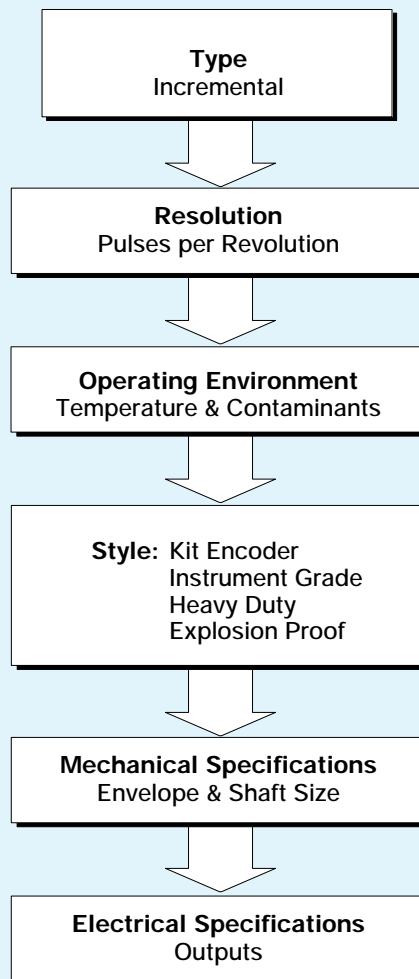 Type
Incremental
Resolution
Pulses per Revolution
Operating Environment
Temperature & Contaminants
Style: Kit Encoder
Instrument Grade
Heavy Duty
Explosion Proof
Mechanical Specifications
Envelope & Shaft Size
Electrical Specifications
Outputs